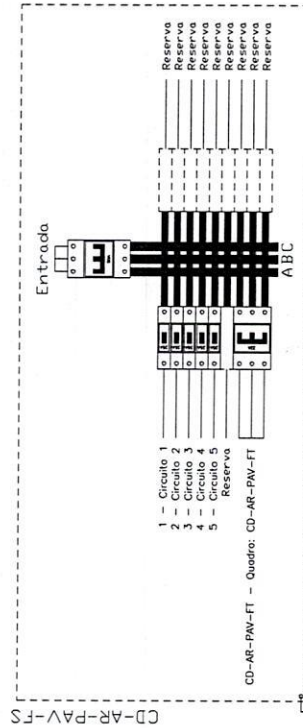 CD-AR-PAV-FS
Entrada
1 - Circuito 1
2 - Circuito 2
3 - Circuito 3
4 - Circuito 4
5 - Circuito 5
Reserva
CD-AR-PAV-FT - Quadro: CD-AR-PAV-FT
A B C
Reserva
Reserva
Reserva
Reserva
Reserva
Reserva
Reserva
Reserva
Reserva